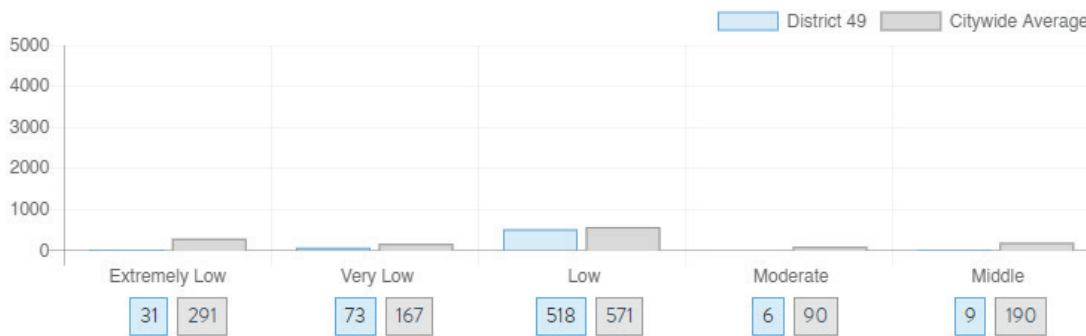 District 49 Citywide Average
5000
4000
3000
2000
1000
0
Extremely Low Very Low Low Moderate Middle
31 291 73 167 518 571 6 90 9 190